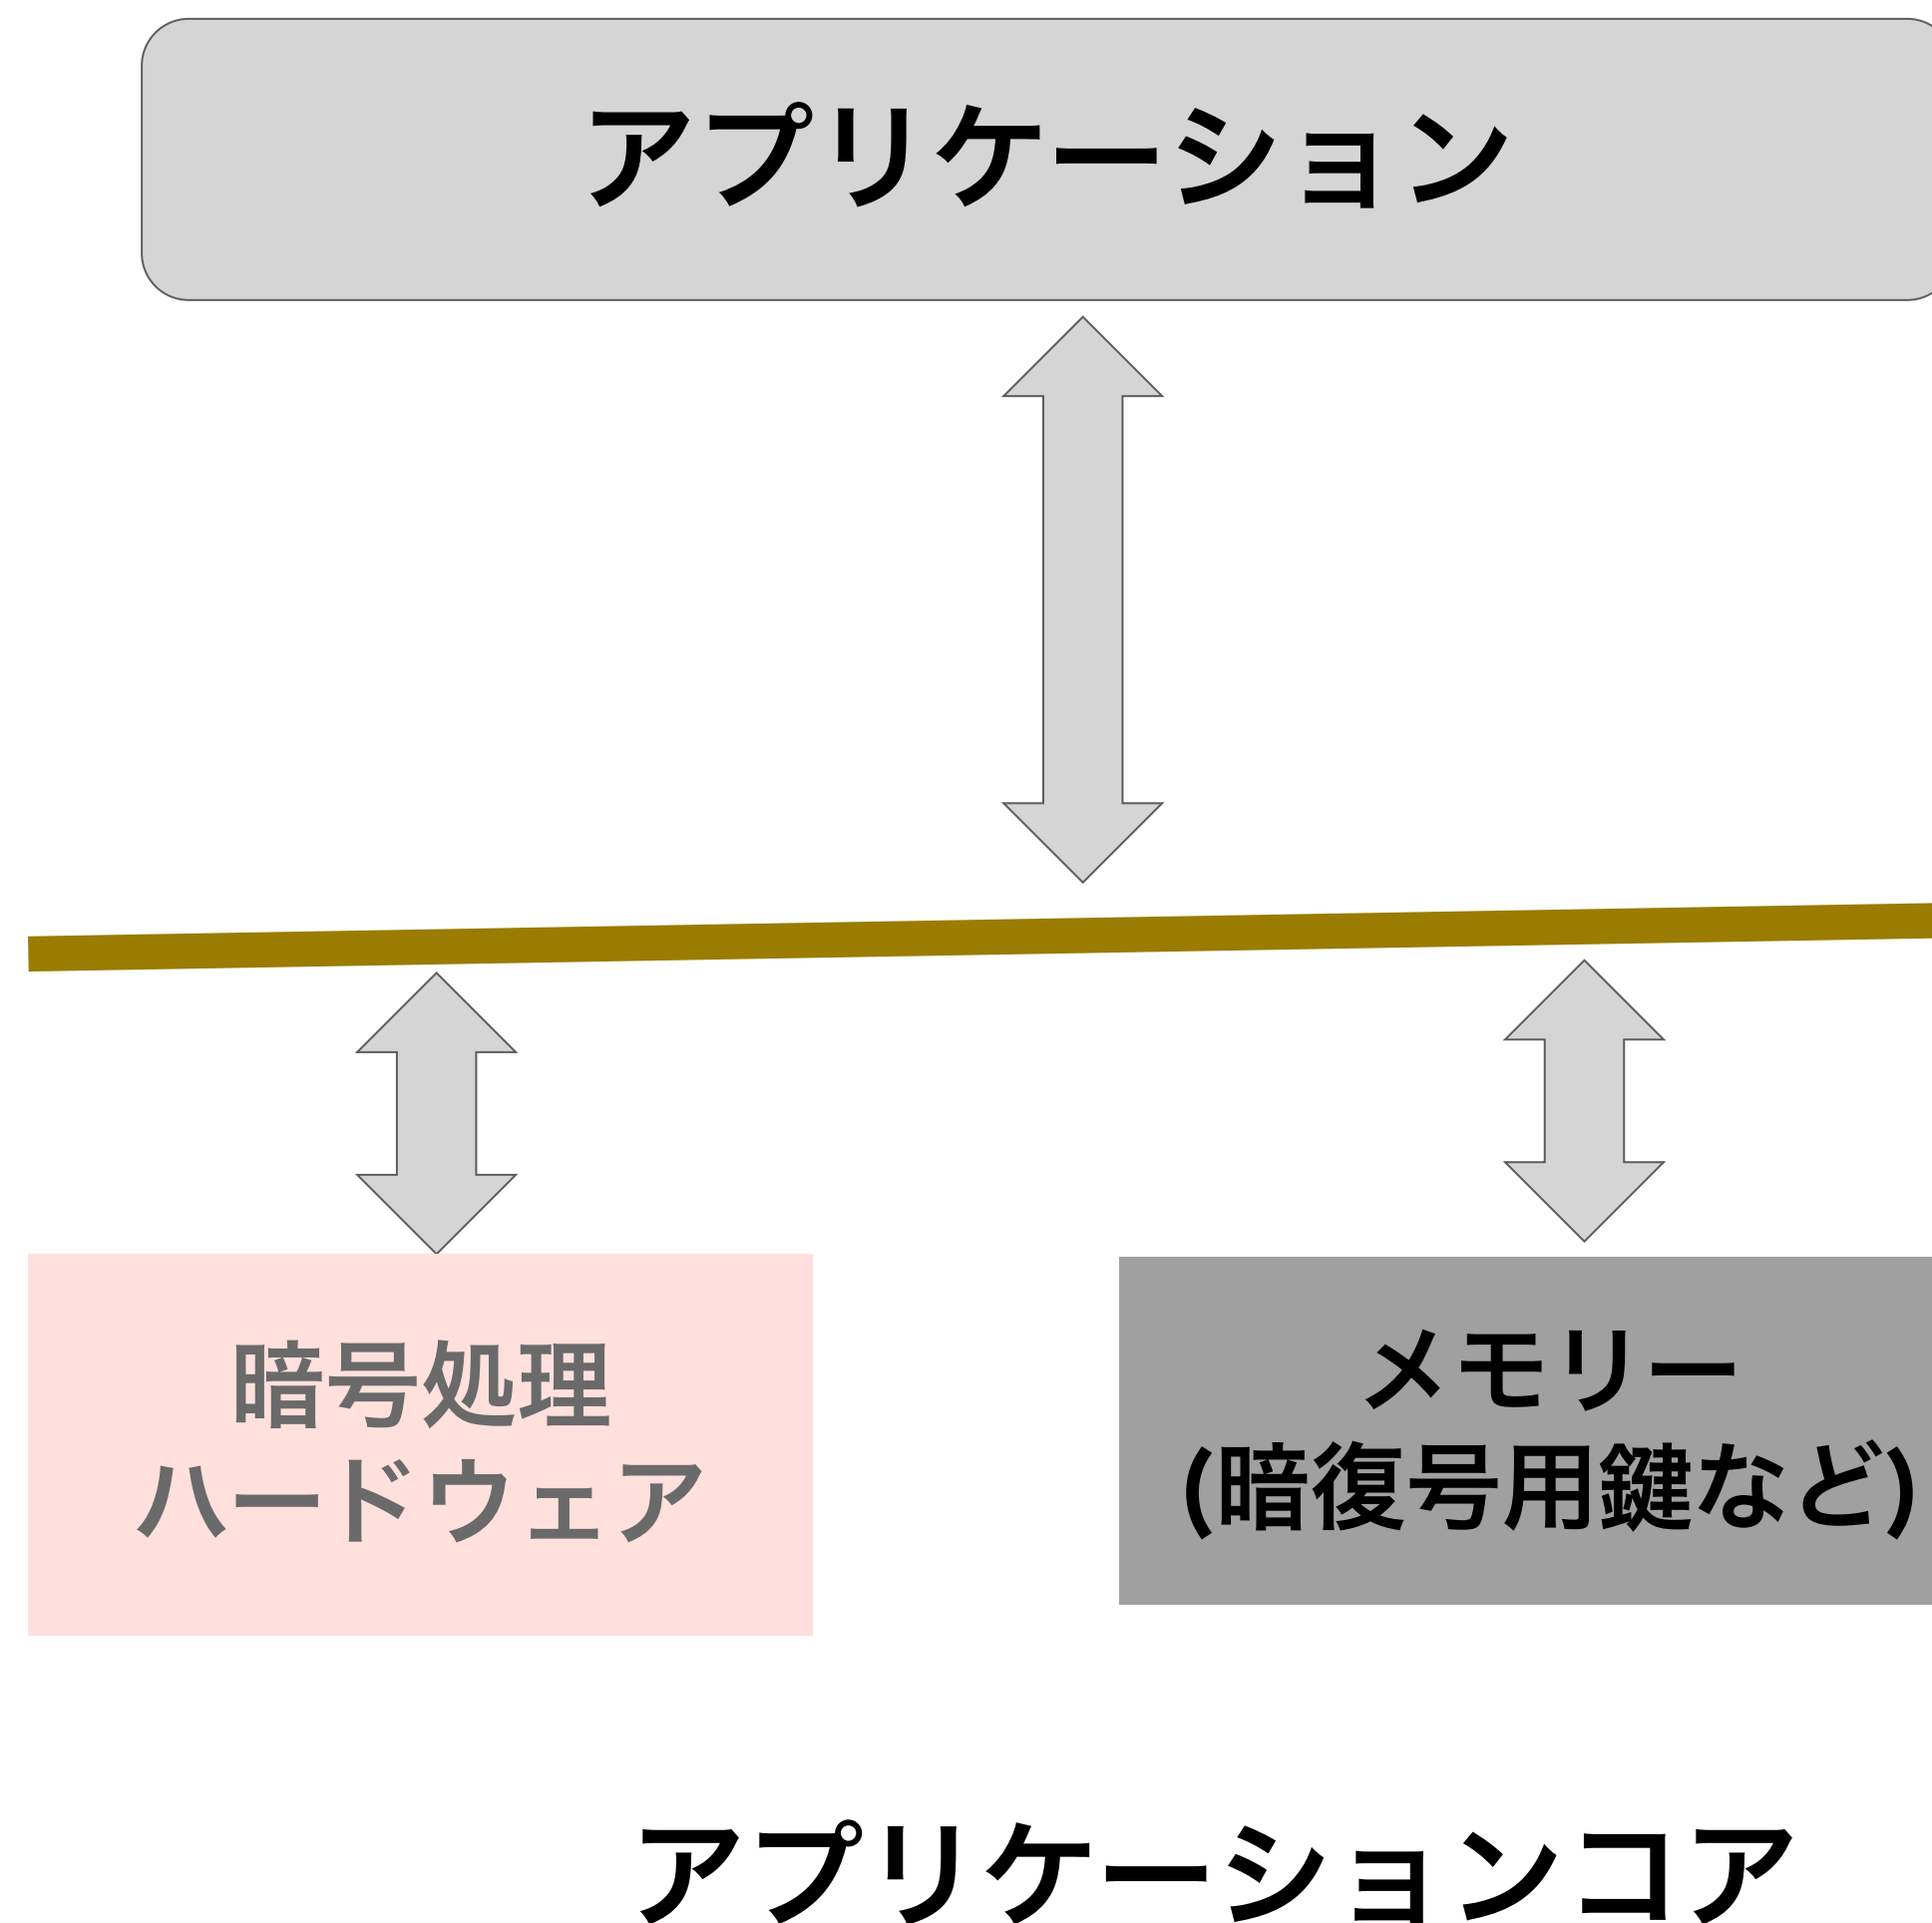 アプリケーション
暗号処理
ハードウェア
メモリー
(暗後号用鍵など)
アプリケーションコア